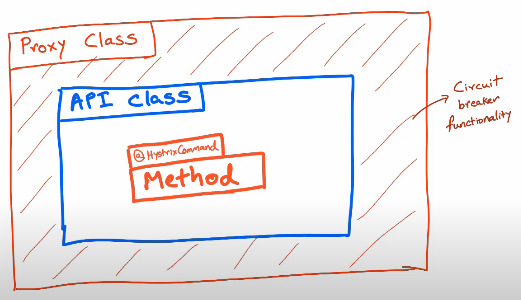 Proxy Class
API Class
@HystrixCommand
Method
Circuit
breaker
functionality